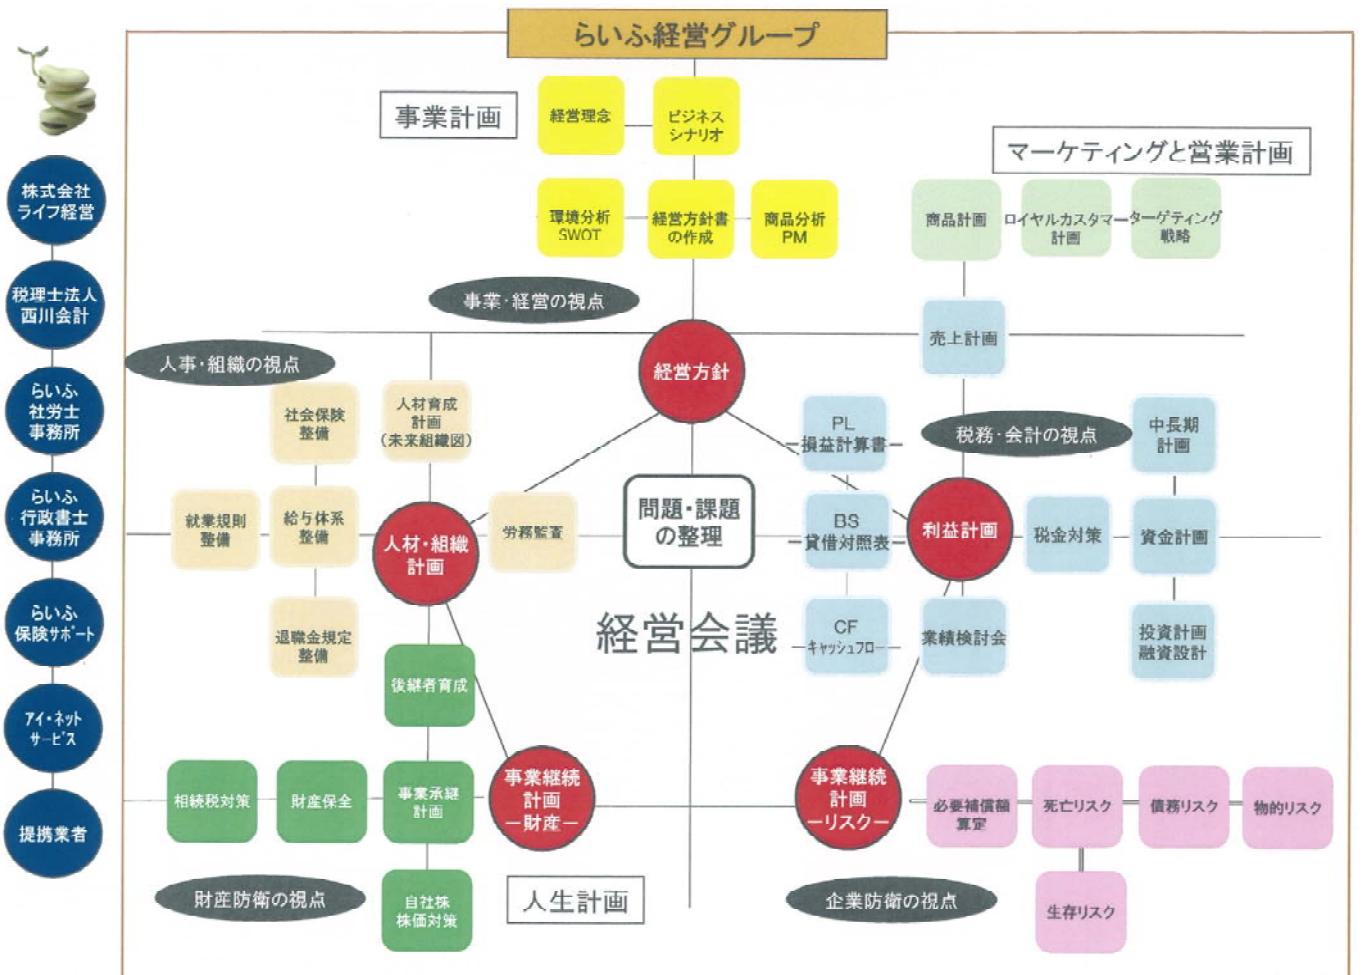 らいふ経営グループ
事業計画
経営理念
ビジネス
シナリオ
マーケティングと営業計画
環境分析
SWOT
経営方針書
の作成
商品分析
PM
商品計画
ロイヤルカスタマー
計画
ターゲティング
戦略
事業・経営の視点
売上計画
人事・組織の視点
経営方針
社会保険
整備
人材育成
計画
(未来組織図)
PL
損益計算書
税務・会計の視点
中長期
計画
就業規則
整備
給与体系
整備
人材・組織
計画
労務監査
問題・課題
の整理
BS
貸借対照表
利益計画
税金対策
資金計画
退職金規定
整備
経営会議
CF
キャッシュフロー
業績検討会
投資計画
融資設計
後継者育成
相続税対策
財産保全
事業承継
計画
事業継続
計画
ー財産ー
事業継続
計画
ーリスクー
必要補償額
算定
死亡リスク
債務リスク
物的リスク
財産防衛の視点
自社株
株価対策
人生計画
企業防衛の視点
生存リスク
株式会社
ライフ経営
税理士法人
西川会計
らいふ
社労士
事務所
らいふ
行政書士
事務所
らいふ
保険サポート
アイ・ネット
サービス
提携業者